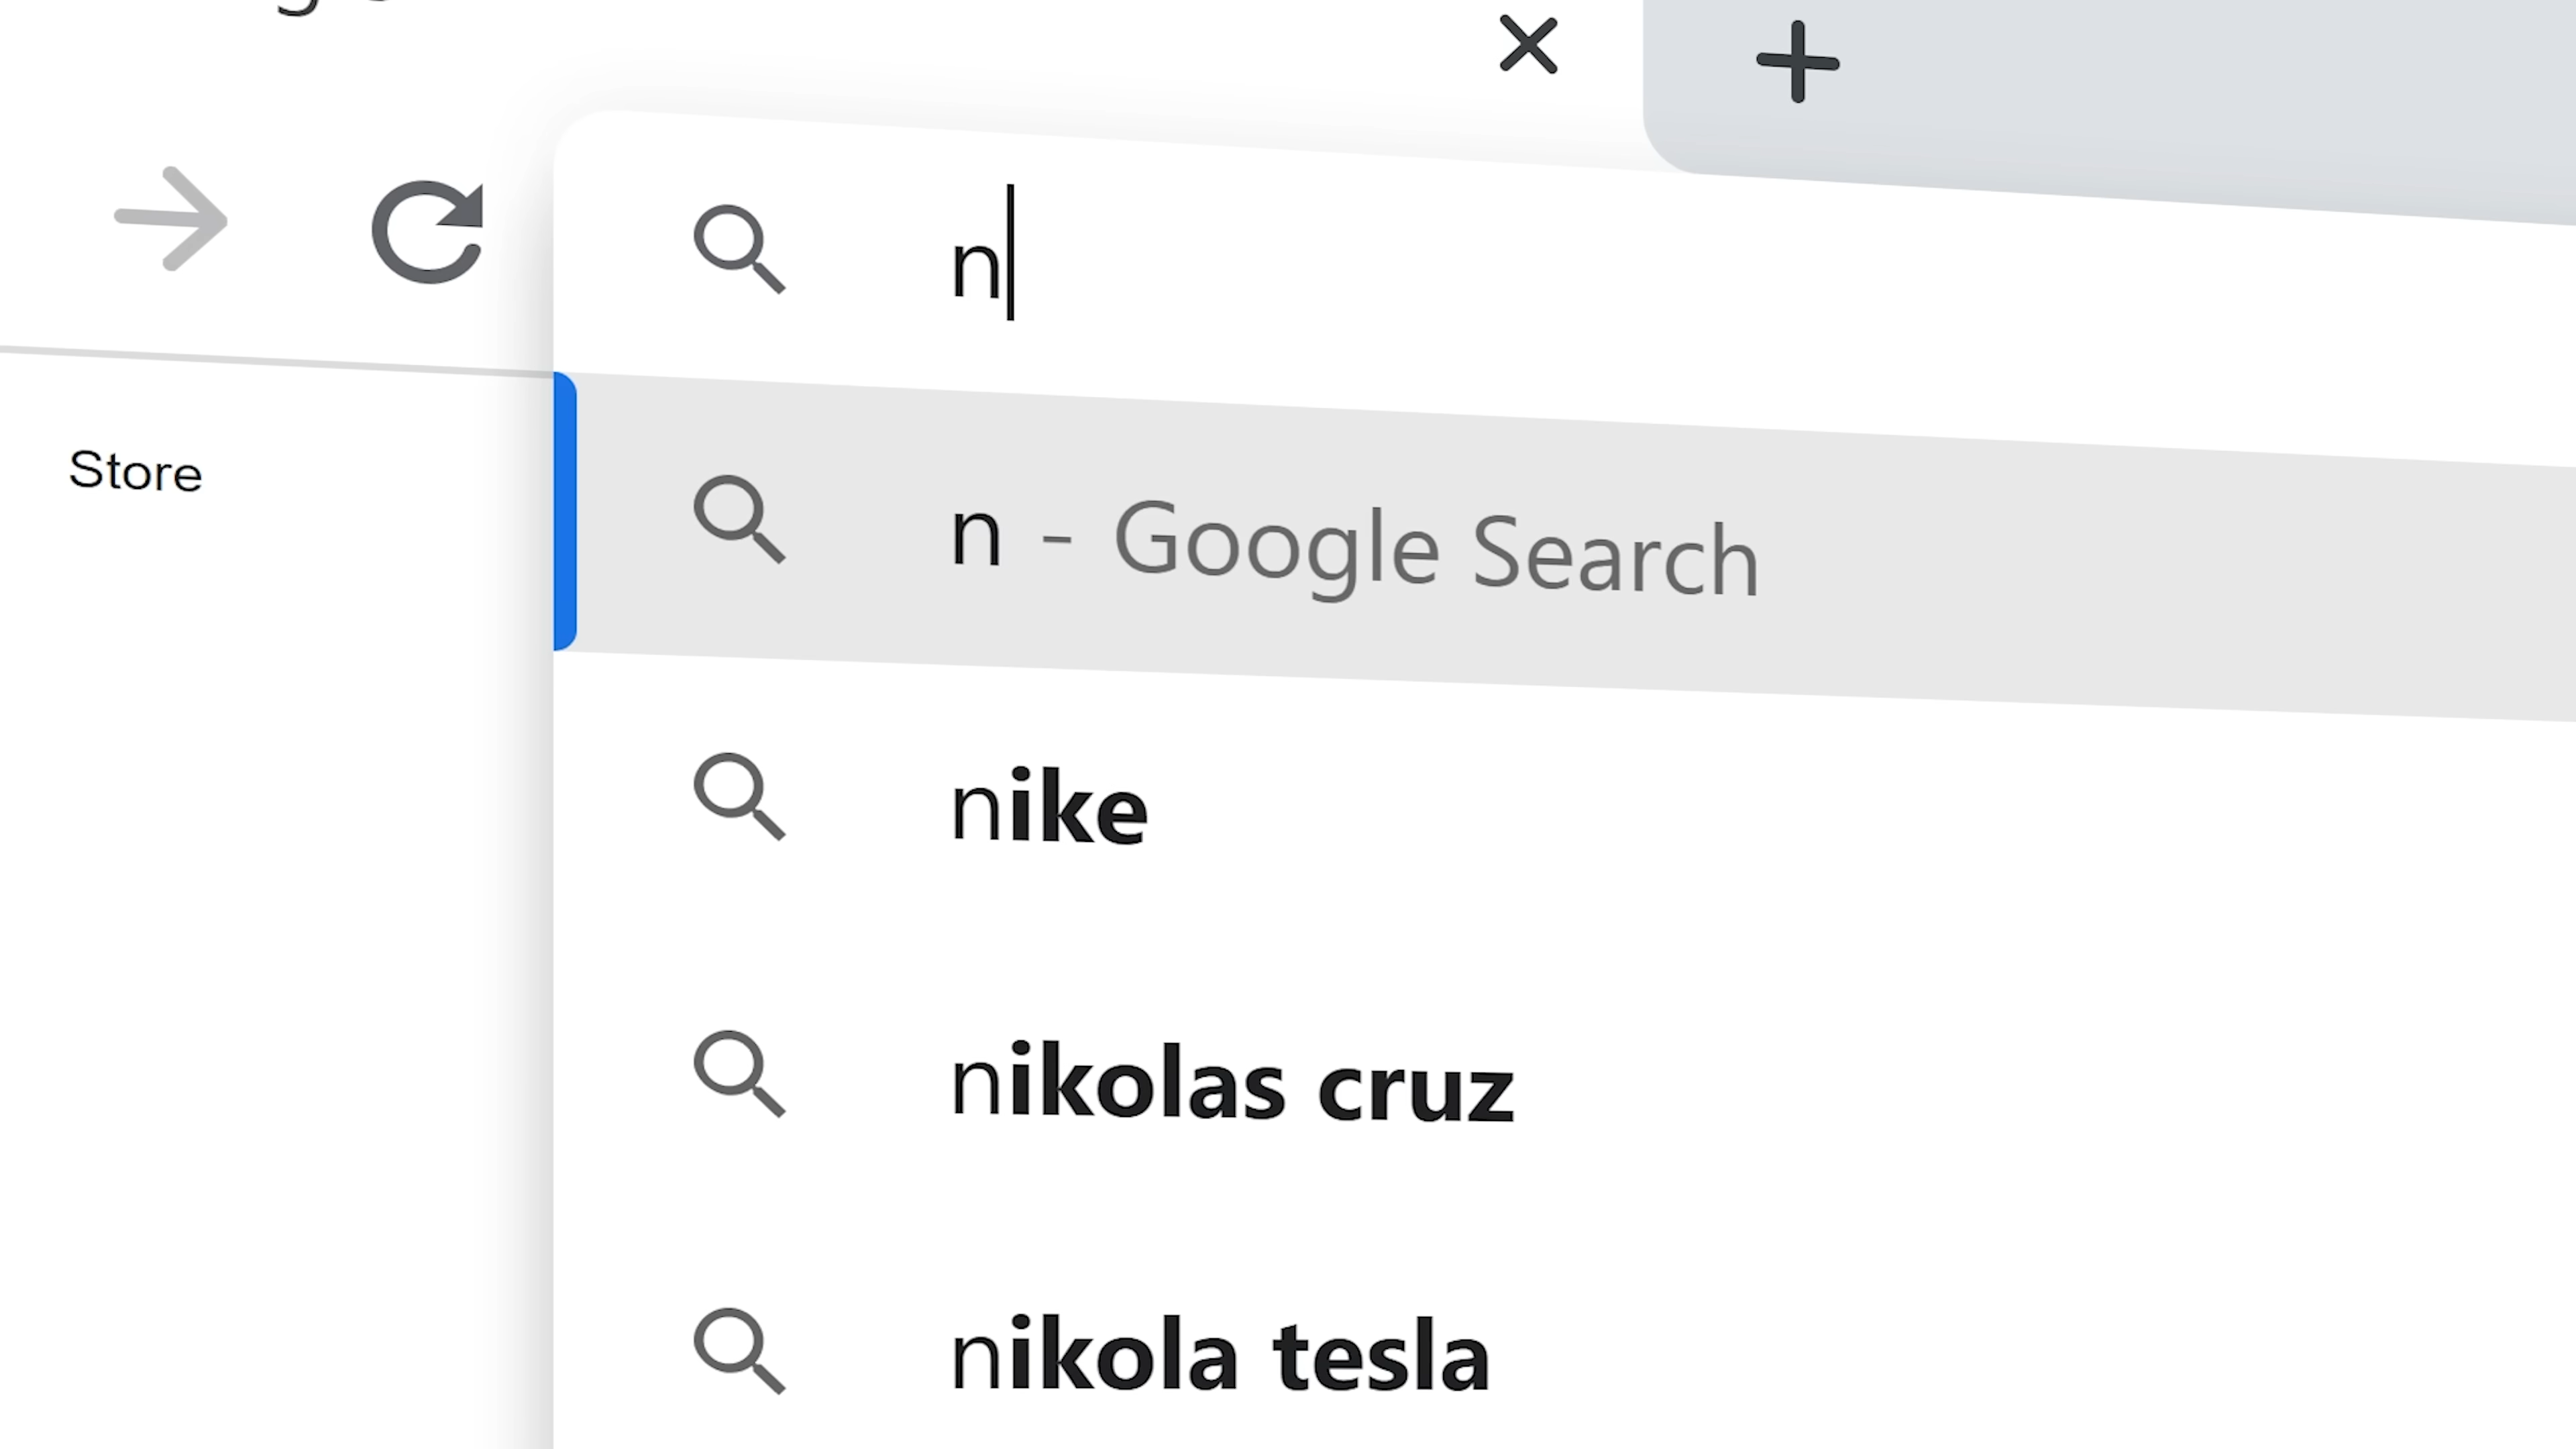 n
Store
n - Google Search
nike
nikolas cruz
nikola tesla